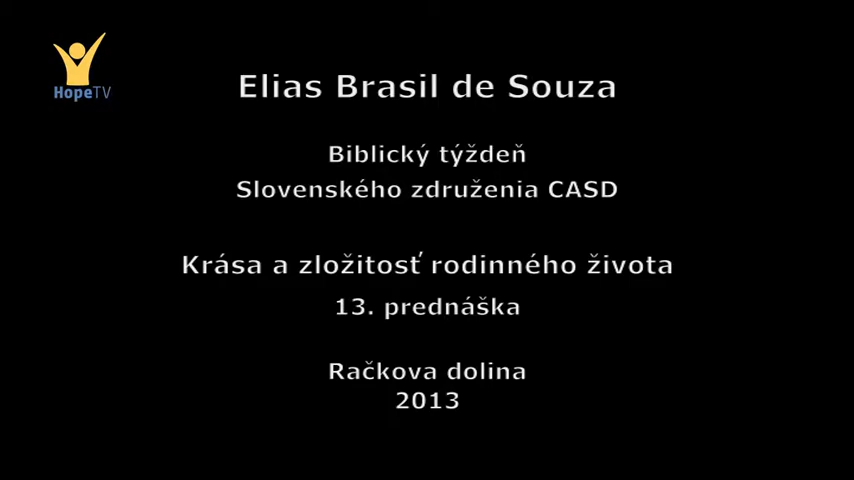 HopeTV
Elias Brasil de Souza
Biblický týždeň
Slovenského združenia CASD
Krása a zložitosť rodinného života
13. prednáška
Račkova dolina
2013